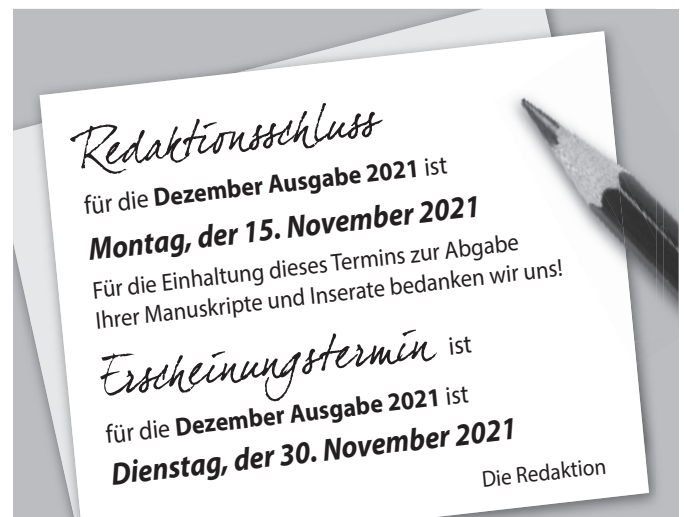 Redaktionsschluss
für die Dezember Ausgabe 2021 ist
Montag, der 15. November 2021
Für die Einhaltung dieses Termins zur Abgabe
Ihrer Manuskripte und Inserate bedanken wir uns!
Erscheinungstermin ist
für die Dezember Ausgabe 2021 ist
Dienstag, der 30. November 2021
Die Redaktion